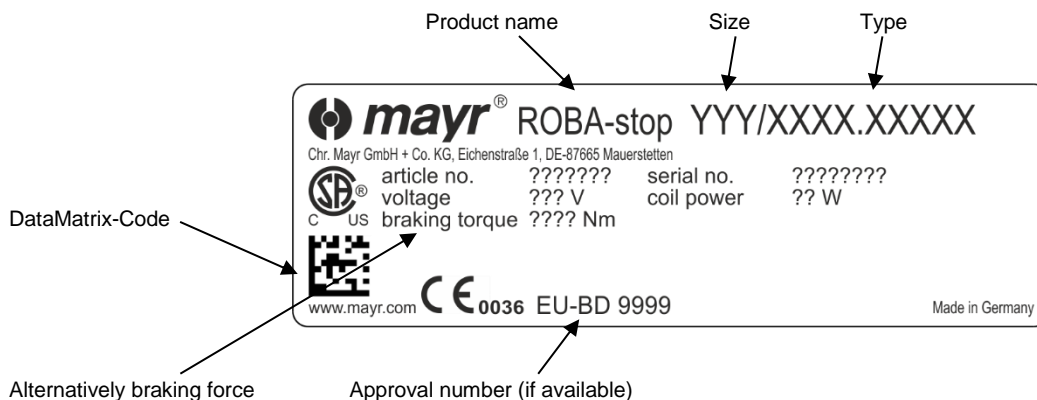 Product name Size Type
mayr® ROBA-stop YYY/XXXX.XXXXX
Chr. Mayr GmbH + Co. KG, Eichenstraße 1, DE-87665 Mauerstetten
article no. ??????? serial no. ????????
voltage ??? V coil power ?? W
braking torque ???? Nm
SA ®
C US
DataMatrix-Code
www.mayr.com CE 0036 EU-BD 9999 Made in Germany
Alternatively braking force Approval number (if available)